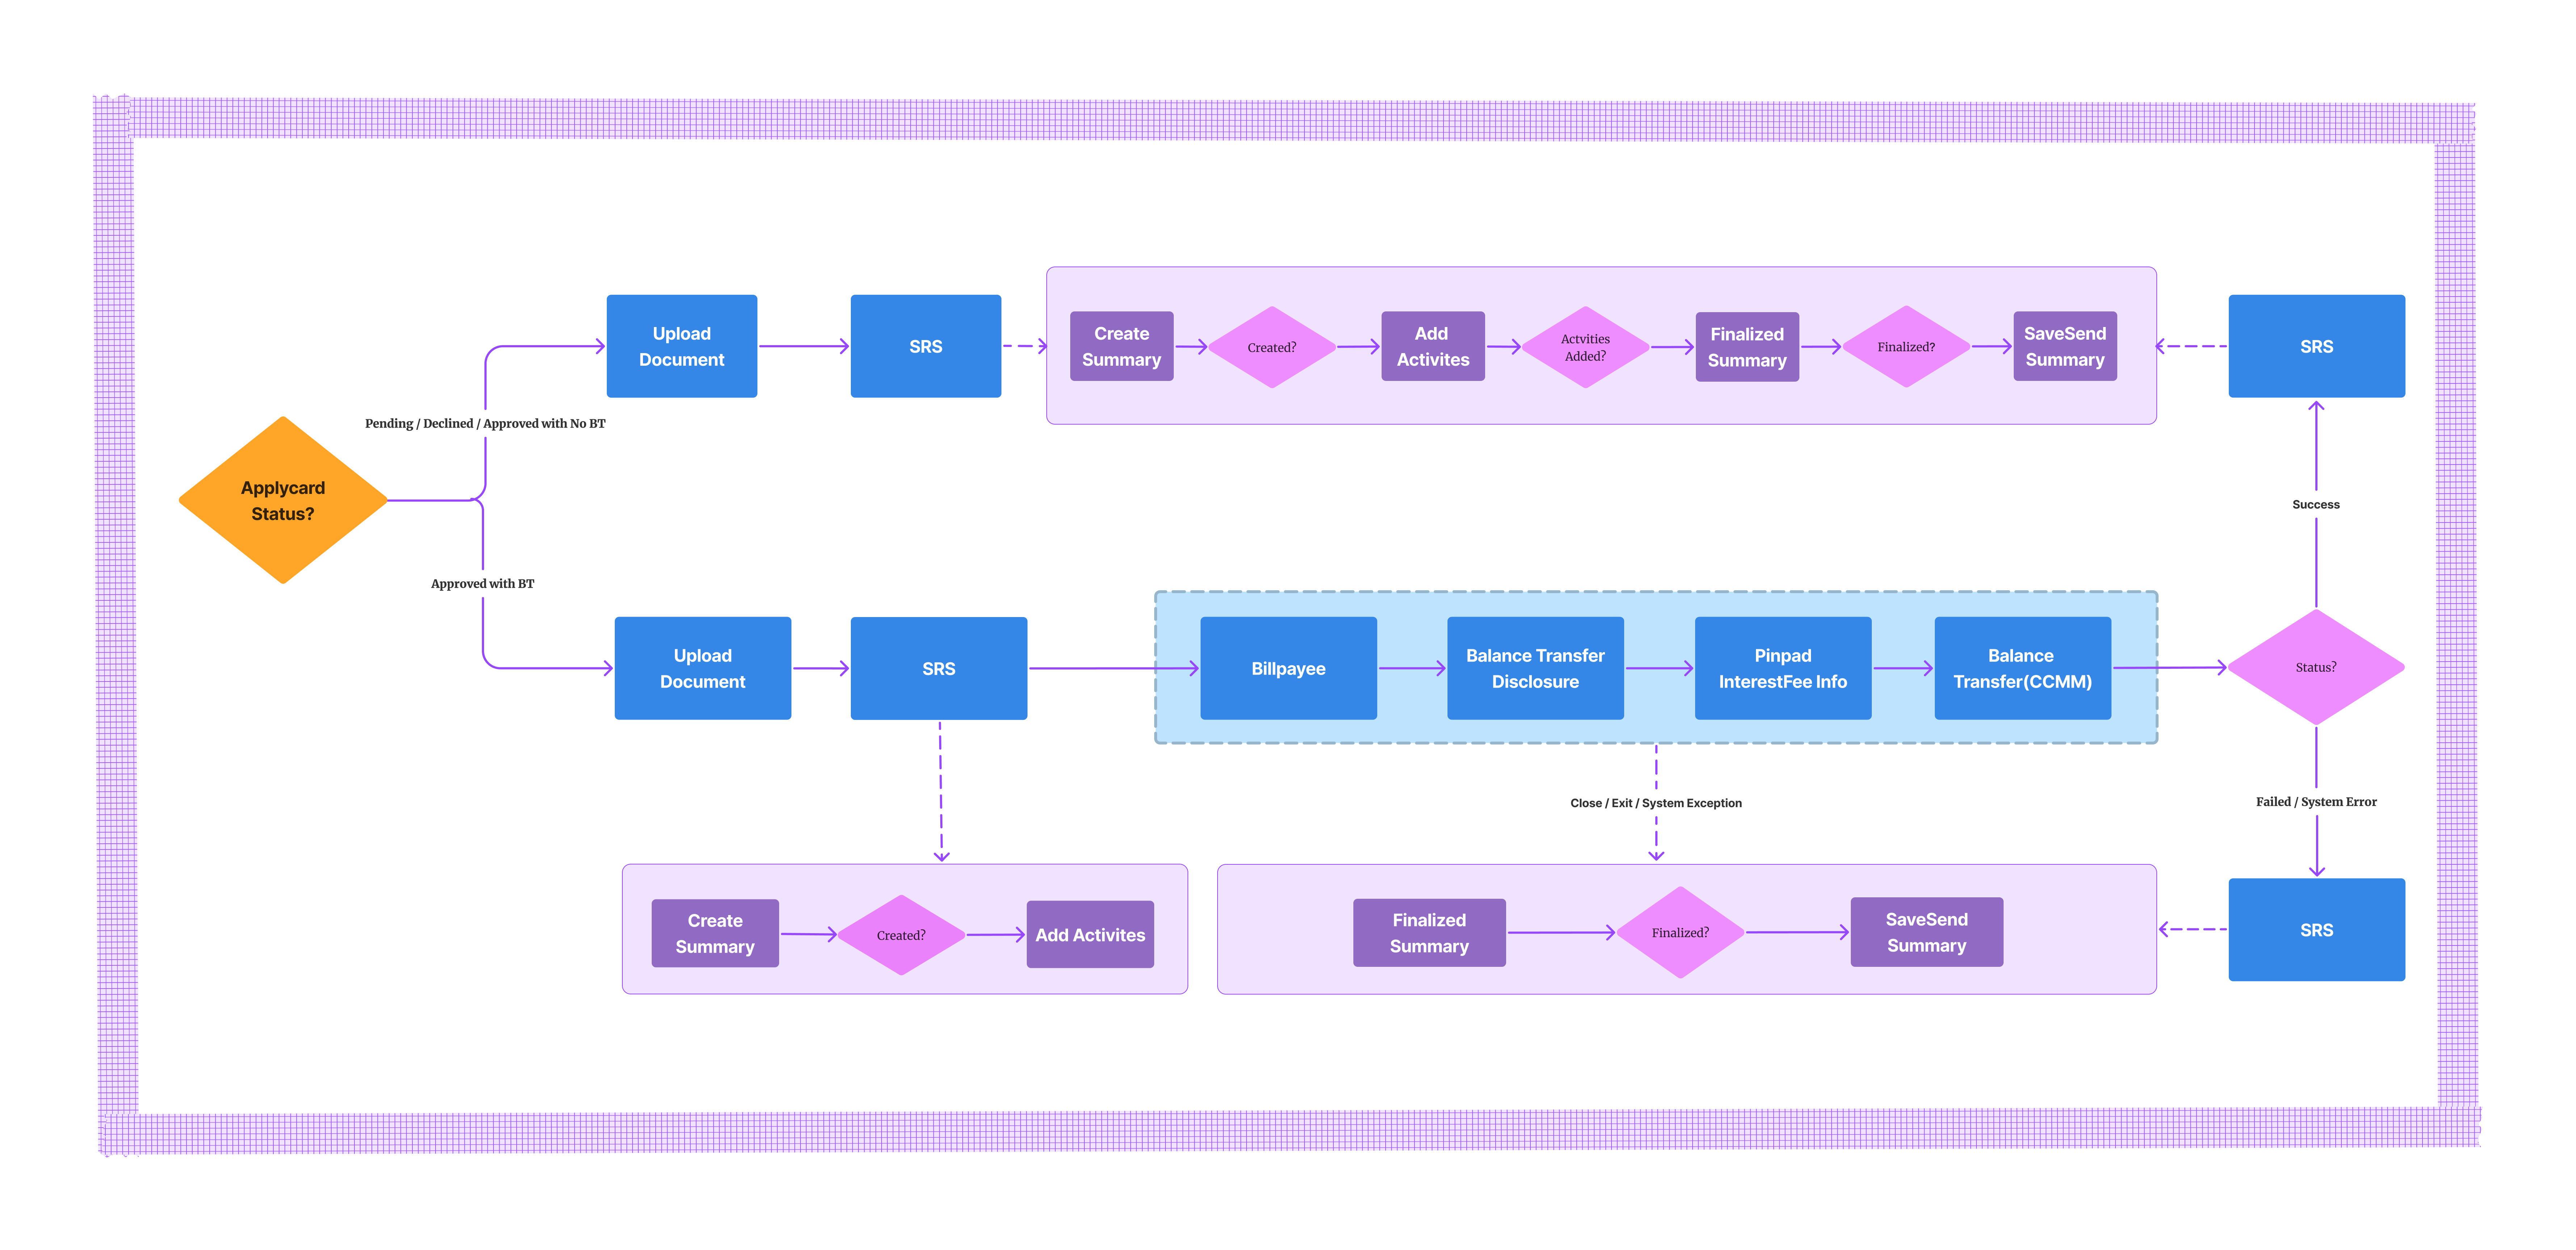 Upload
Document
SRS
Create
Summary
Created?
Add
Activites
Actvities
Added?
Finalized
Summary
Finalized?
SaveSend
Summary
SRS
Pending / Declined / Approved with No BT
Applycard
Status?
Success
Approved with BT
Upload
Document
SRS
Billpayee
Balance Transfer
Disclosure
Pinpad
InterestFee Info
Balance
Transfer(CCMM)
Status?
Close / Exit / System Exception
Failed / System Error
Create
Summary
Created?
Add Activites
Finalized
Summary
Finalized?
SaveSend
Summary
SRS